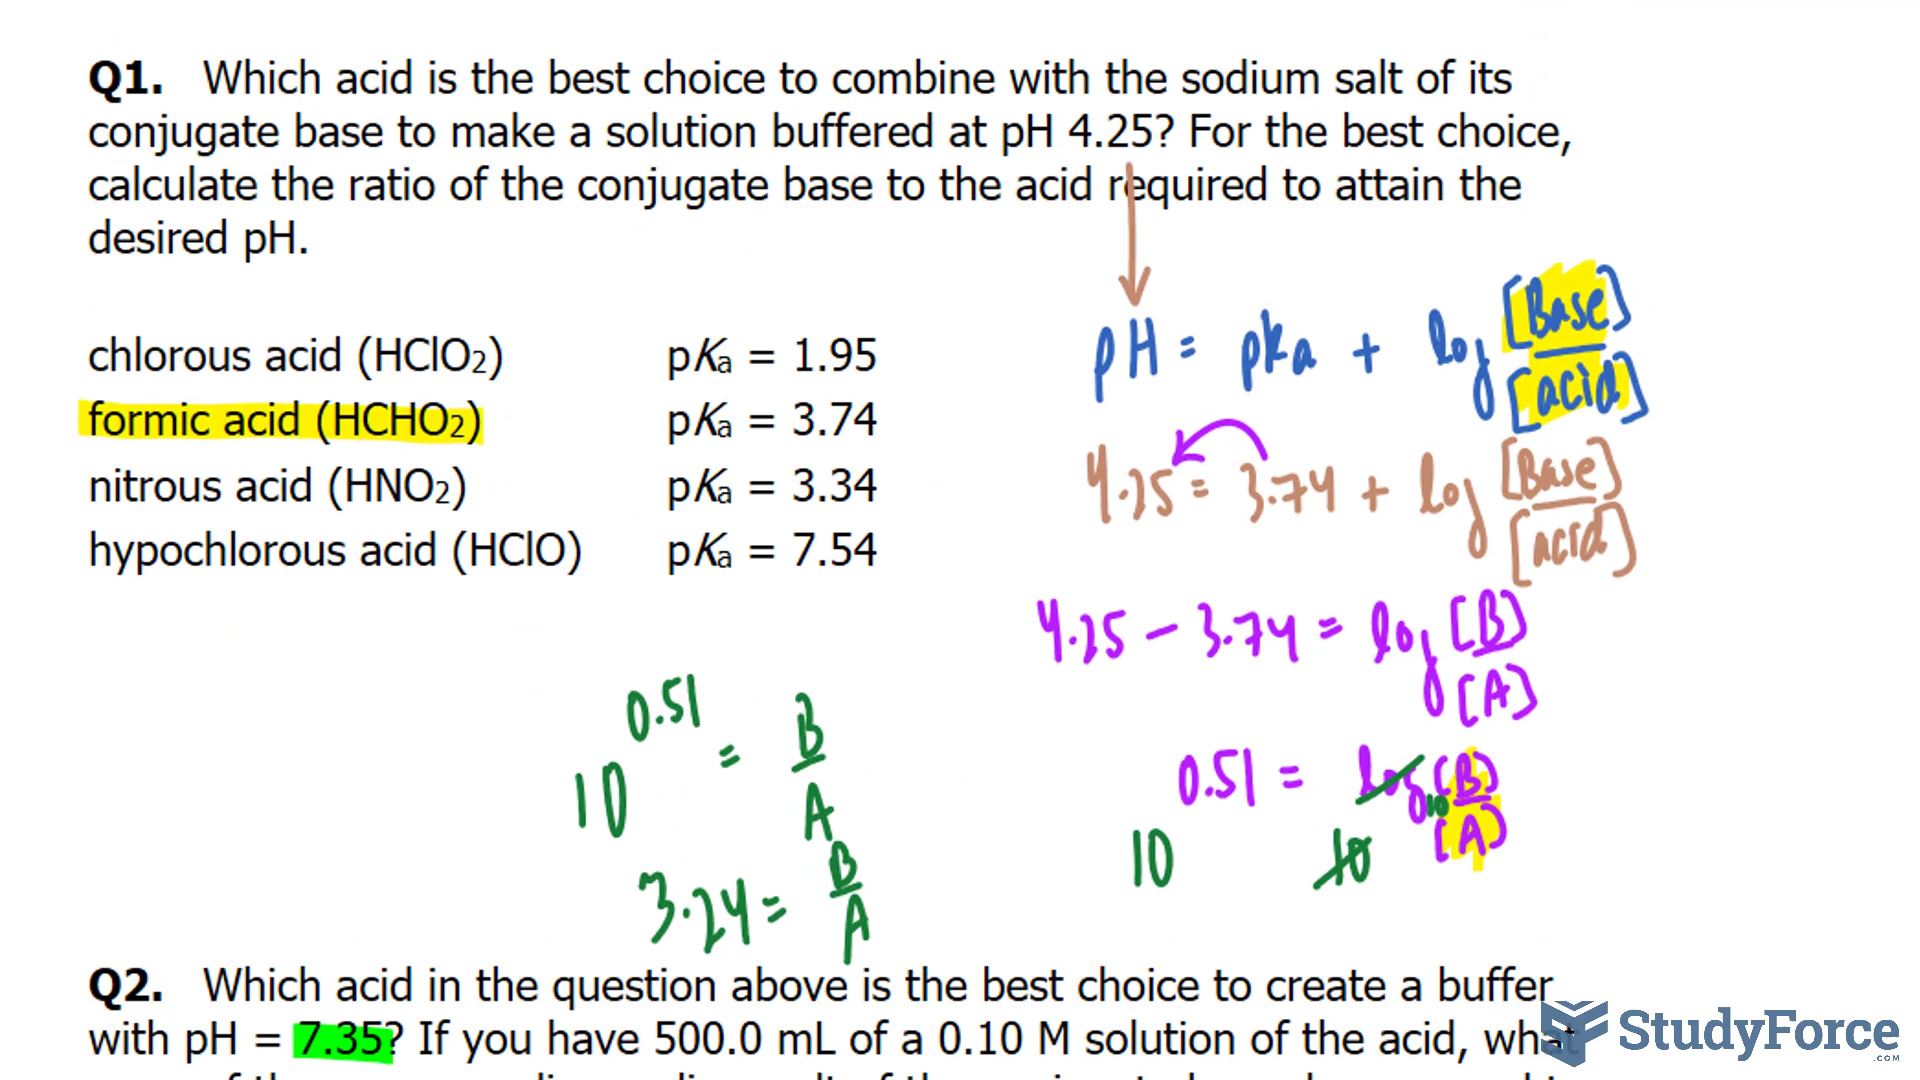 Q1. Which acid is the best choice to combine with the sodium salt of its
conjugate base to make a solution buffered at pH 4.25? For the best choice,
calculate the ratio of the conjugate base to the acid required to attain the
desired pH.
chlorous acid (HClO2) pKa = 1.95
formic acid (HCHO2) pKa = 3.74
nitrous acid (HNO2) pKa = 3.34
hypochlorous acid (HClO) pKa = 7.54
pH = pka + log [Base]
[acid]
4.25 = 3.74 + log [Base]
[acid]
4.25 - 3.74 = log [B]
[A]
0.51 = log10 [B]
[A]
10 10
10 0.51 = B
A
3.24 = B
A
Q2. Which acid in the question above is the best choice to create a buffer
with pH = 7.35? If you have 500.0 mL of a 0.10 M solution of the acid, what
StudyForce
.COM